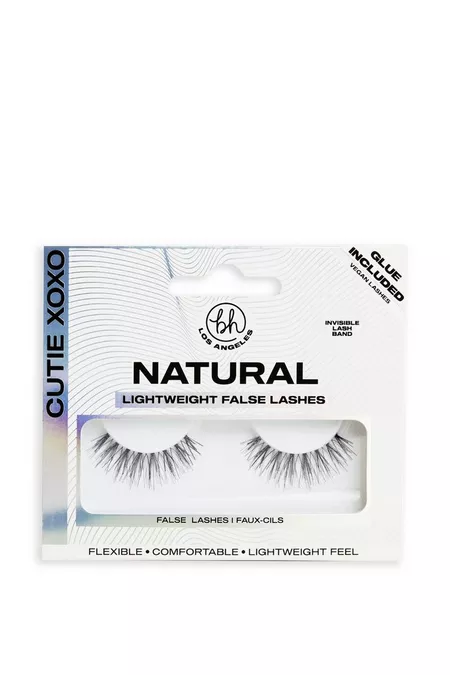 CUTIE XOXO
GLUE
INCLUDED
VEGAN LASHES
bh
LOS ANGELES
INVISIBLE
LASH
BAND
NATURAL
LIGHTWEIGHT FALSE LASHES
FALSE LASHES | FAUX-CILS
FLEXIBLE • COMFORTABLE • LIGHTWEIGHT FEEL